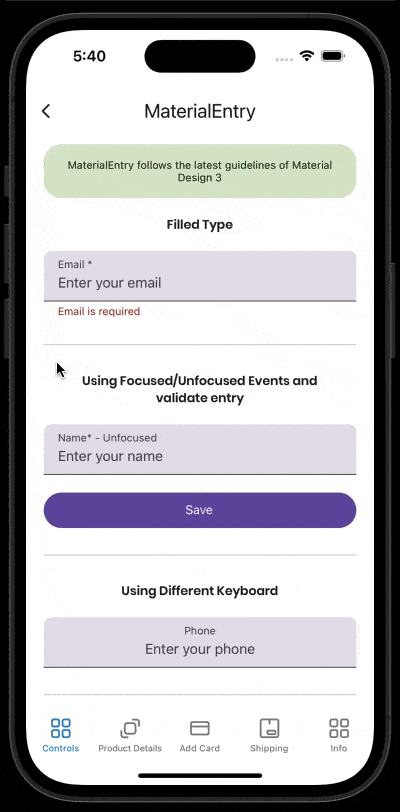 5:40
MaterialEntry
MaterialEntry follows the latest guidelines of Material
Design 3
Filled Type
Email *
Enter your email
Email is required
Using Focused/Unfocused Events and
validate entry
Name* - Unfocused
Enter your name
Save
Using Different Keyboard
Phone
Enter your phone
Controls
Product Details
Add Card
Shipping
Info